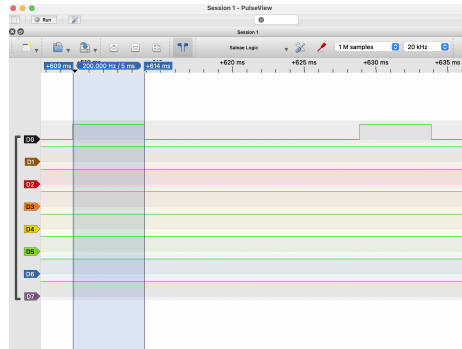 Session 1 - PulseView
Run
Session 1
Saleae Logic
1 M samples
20 kHz
+609 ms
200.000 Hz / 5 ms
+614 ms
+620 ms
+625 ms
+630 ms
+635 ms
D0
D1
D2
D3
D4
D5
D6
D7